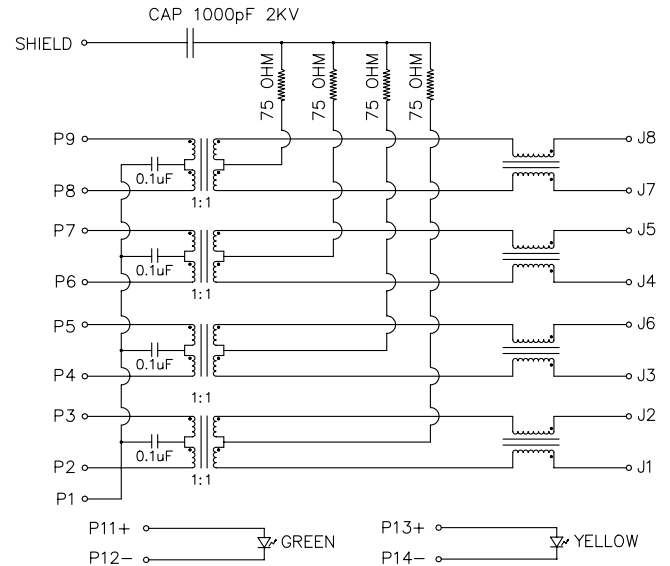 CAP 1000pF 2KV
SHIELD
75 OHM
75 OHM
75 OHM
75 OHM
P9
J8
0.1uF
P8
J7
1:1
P7
J5
0.1uF
P6
J4
1:1
P5
J6
0.1uF
P4
J3
1:1
P3
J2
0.1uF
P2
J1
1:1
P1
P11+
GREEN
P12-
P13+
YELLOW
P14-